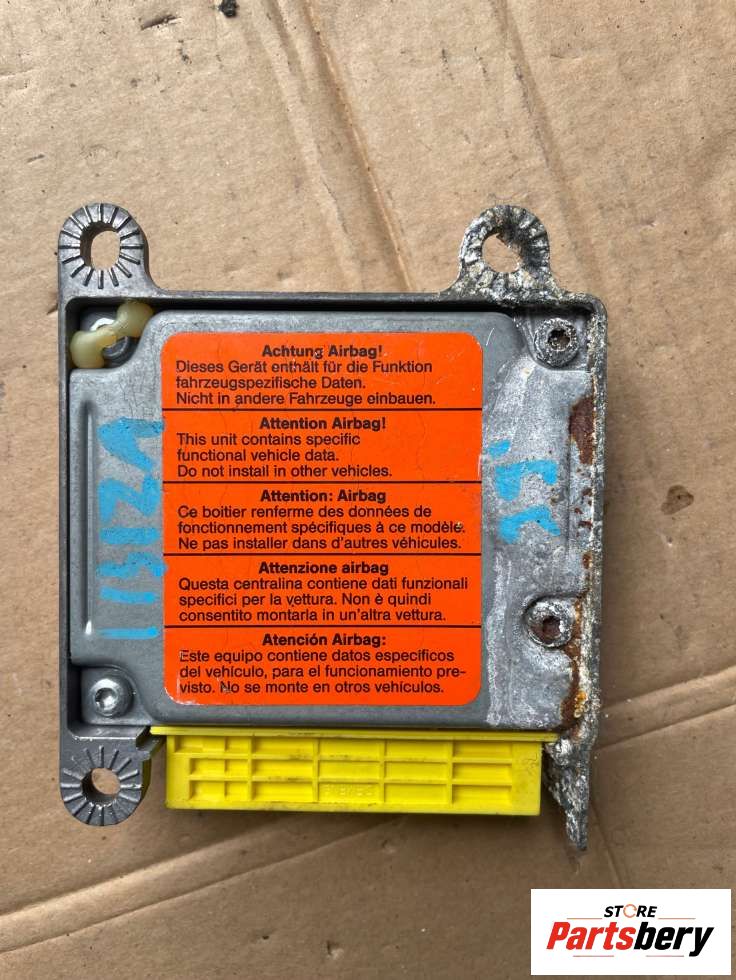 Achtung Airbag!
Dieses Gerät enthält für die Funktion
fahrzeugspezifische Daten.
Nicht in andere Fahrzeuge einbauen.
Attention Airbag!
This unit contains specific
functional vehicle data.
Do not install in other vehicles.
Attention: Airbag
Ce boitier renferme des données de
fonctionnement spécifiques à ce modèle.
Ne pas installer dans d'autres véhicules.
Attenzione airbag
Questa centralina contiene dati funzionali
specifici per la vettura. Non è quindi
consentito montarla in un'altra vettura.
Atención Airbag:
Este equipo contiene datos específicos
del vehículo, para el funcionamiento pre-
visto. No se monte en otros vehículos.
IBIZA
STORE
Partsbery